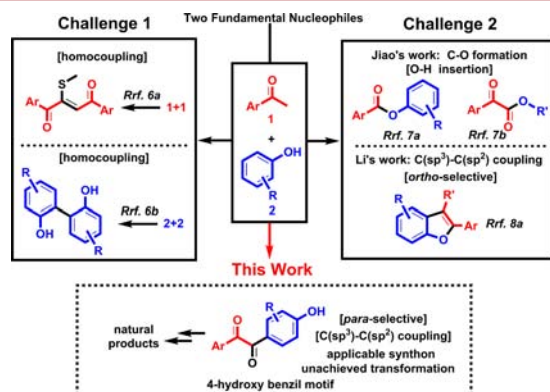 Challenge 1
Two Fundamental Nucleophiles
Challenge 2
[homocoupling]
S
O
O
Ar
Ar
Rrf. 6a
1+1
[homocoupling]
R
OH
OH
R
Rrf. 6b
2+2
O
Ar
1
+
OH
R
2
Jiao's work: C-O formation
[O-H insertion]
O
Ar
O
R
Rrf. 7a
O
Ar
O
O
R'
Rrf. 7b
Li's work: C(sp³)-C(sp²) coupling
[ortho-selective]
R
R'
Ar
O
Rrf. 8a
This Work
natural
products
O
Ar
O
R
OH
4-hydroxy benzil motif
[para-selective]
[C(sp³)-C(sp²) coupling]
applicable synthon
unachieved transformation